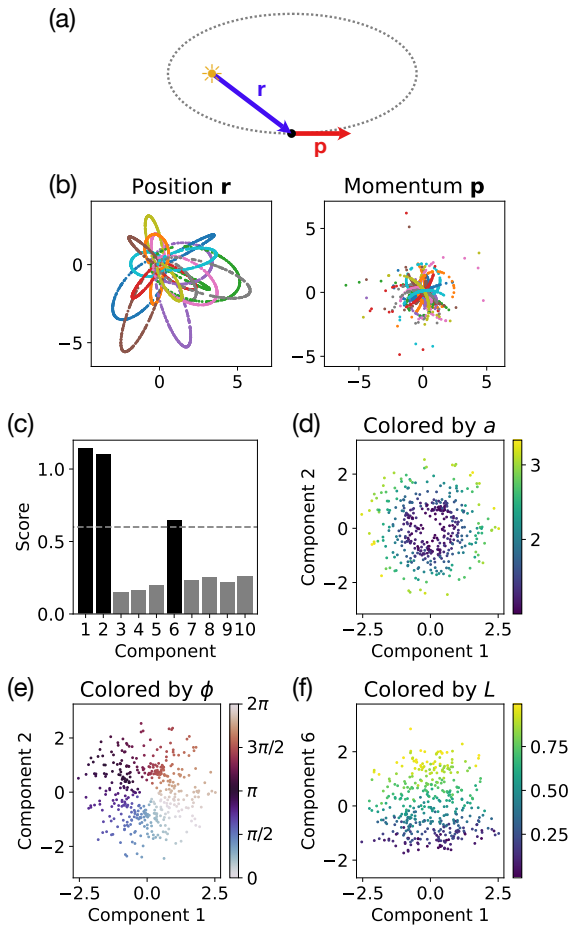 (a)
r
p
(b)
Position r
Momentum p
0
−5
0
5
5
0
−5
−5
0
5
(c)
1.0
0.5
0.0
Score
1 2 3 4 5 6 7 8 9 10
Component
(d)
Colored by a
Component 2
2
0
−2
−2.5 0.0 2.5
Component 1
3
2
(e)
Colored by ϕ
Component 2
2
0
−2
−2.5 0.0 2.5
Component 1
2π
3π/2
π
π/2
0
(f)
Colored by L
Component 6
2
0
−2
−2.5 0.0 2.5
Component 1
0.75
0.50
0.25